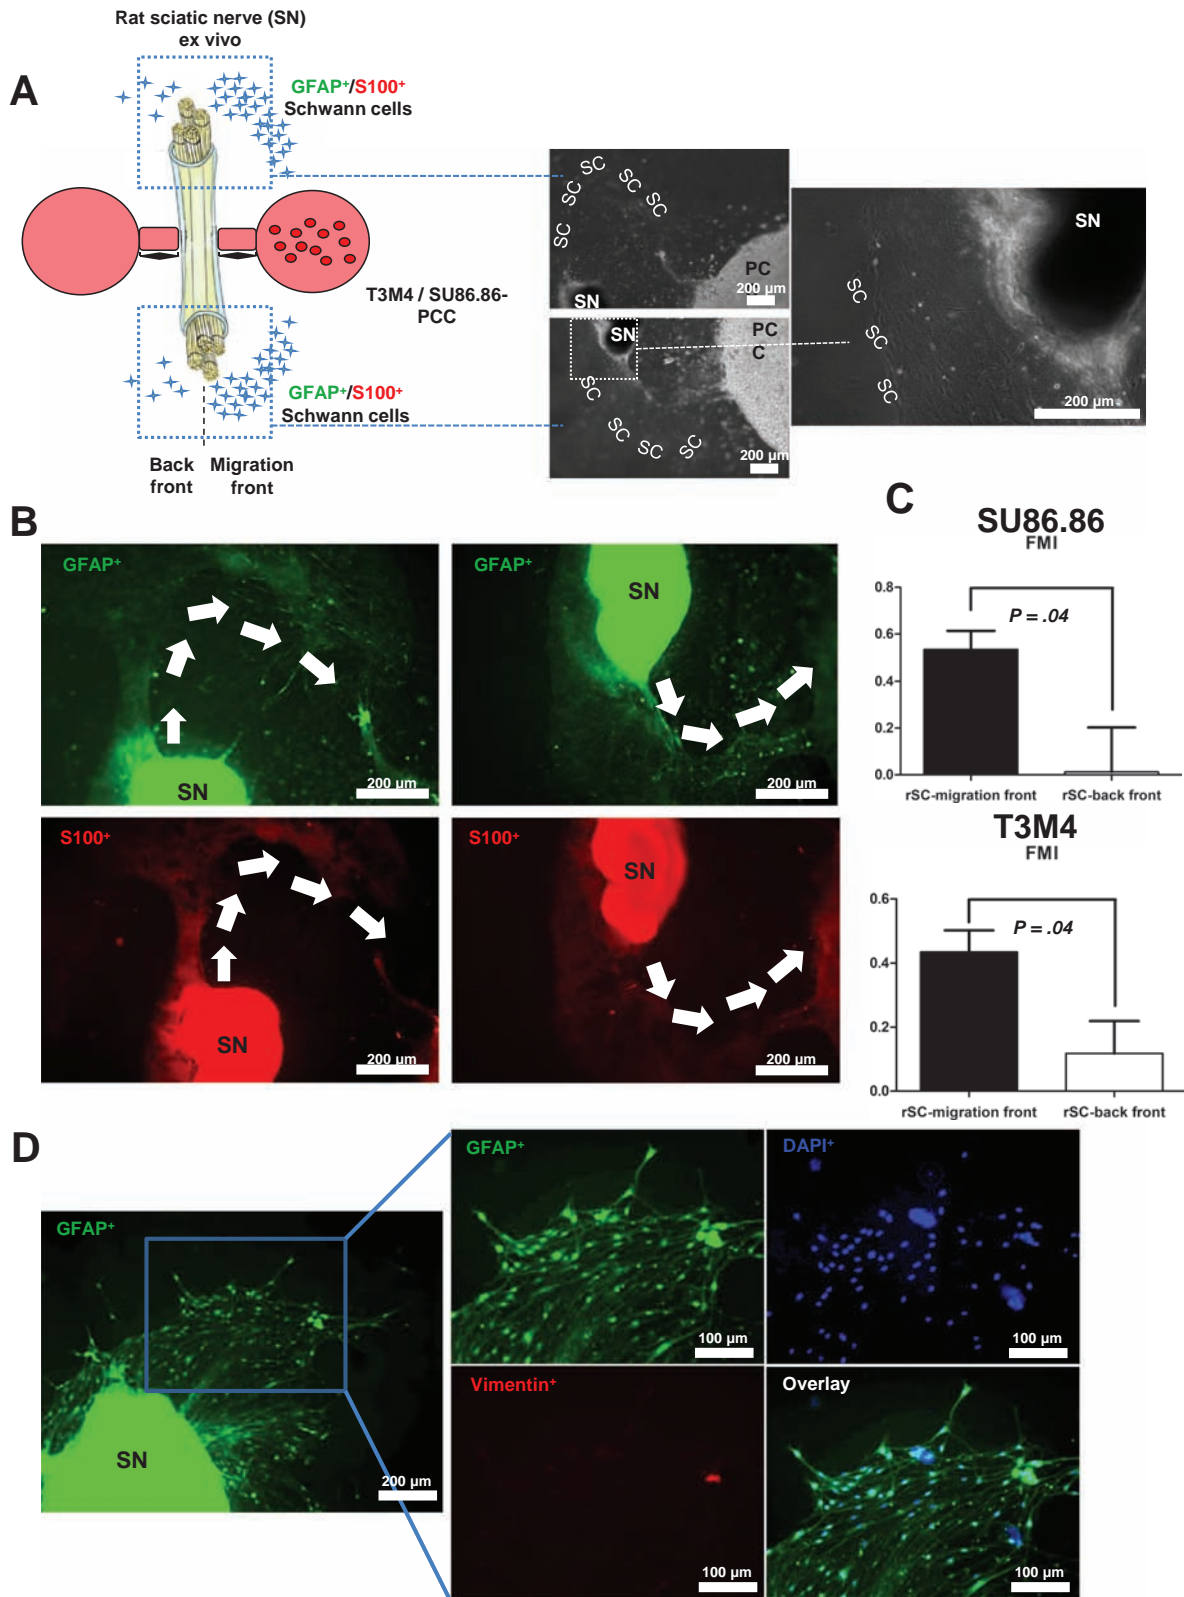 Rat sciatic nerve (SN)
ex vivo
A
GFAP⁺/S100⁺
Schwann cells
T3M4 / SU86.86-
PCC
GFAP⁺/S100⁺
Schwann cells
Back
front
Migration
front
SC
SC
SC
SC
SC
SC
PC
200 µm
SN
SN
PC
C
SC
SC
SC
SC
200 µm
SN
SC
SC
SC
200 µm
B
GFAP⁺
SN
200 µm
GFAP⁺
SN
200 µm
S100⁺
SN
200 µm
S100⁺
SN
200 µm
C
SU86.86
FMI
0.8
0.6
0.4
0.2
0.0
P = .04
rSC-migration front
rSC-back front
T3M4
FMI
0.6
0.4
0.2
0.0
P = .04
rSC-migration front
rSC-back front
D
GFAP⁺
SN
200 µm
GFAP⁺
100 µm
DAPI⁺
100 µm
Vimentin⁺
100 µm
Overlay
100 µm